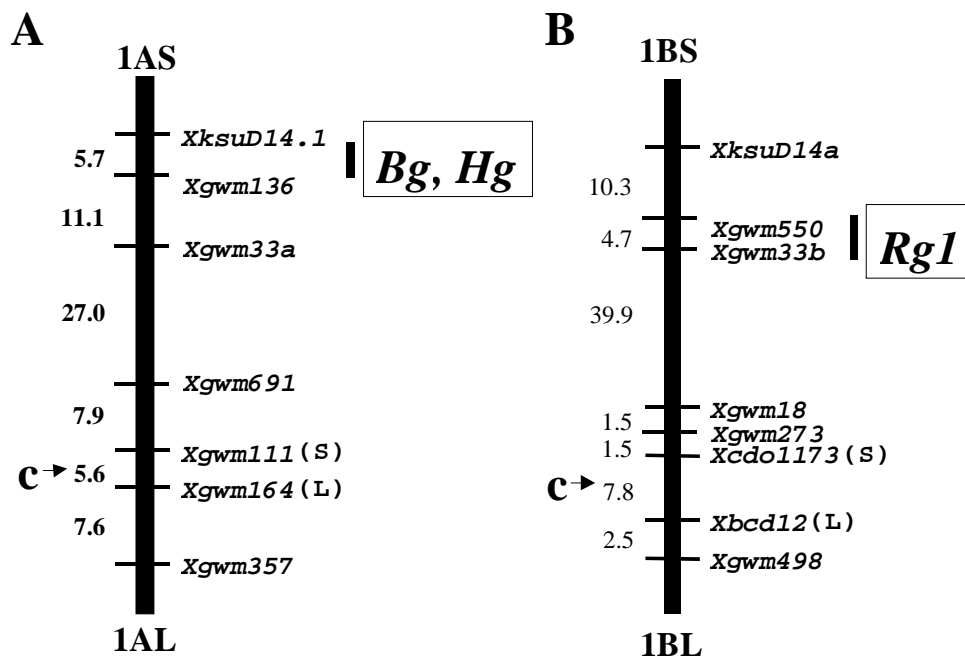 A
1AS
XksuD14.1
5.7
Bg, Hg
Xgwm136
11.1
Xgwm33a
27.0
Xgwm691
7.9
Xgwm111(S)
c
5.6
Xgwm164(L)
7.6
Xgwm357
1AL
B
1BS
XksuD14a
10.3
Xgwm550
4.7
Rg1
Xgwm33b
39.9
Xgwm18
1.5
Xgwm273
1.5
Xcdo1173(S)
c
7.8
Xbcd12(L)
2.5
Xgwm498
1BL